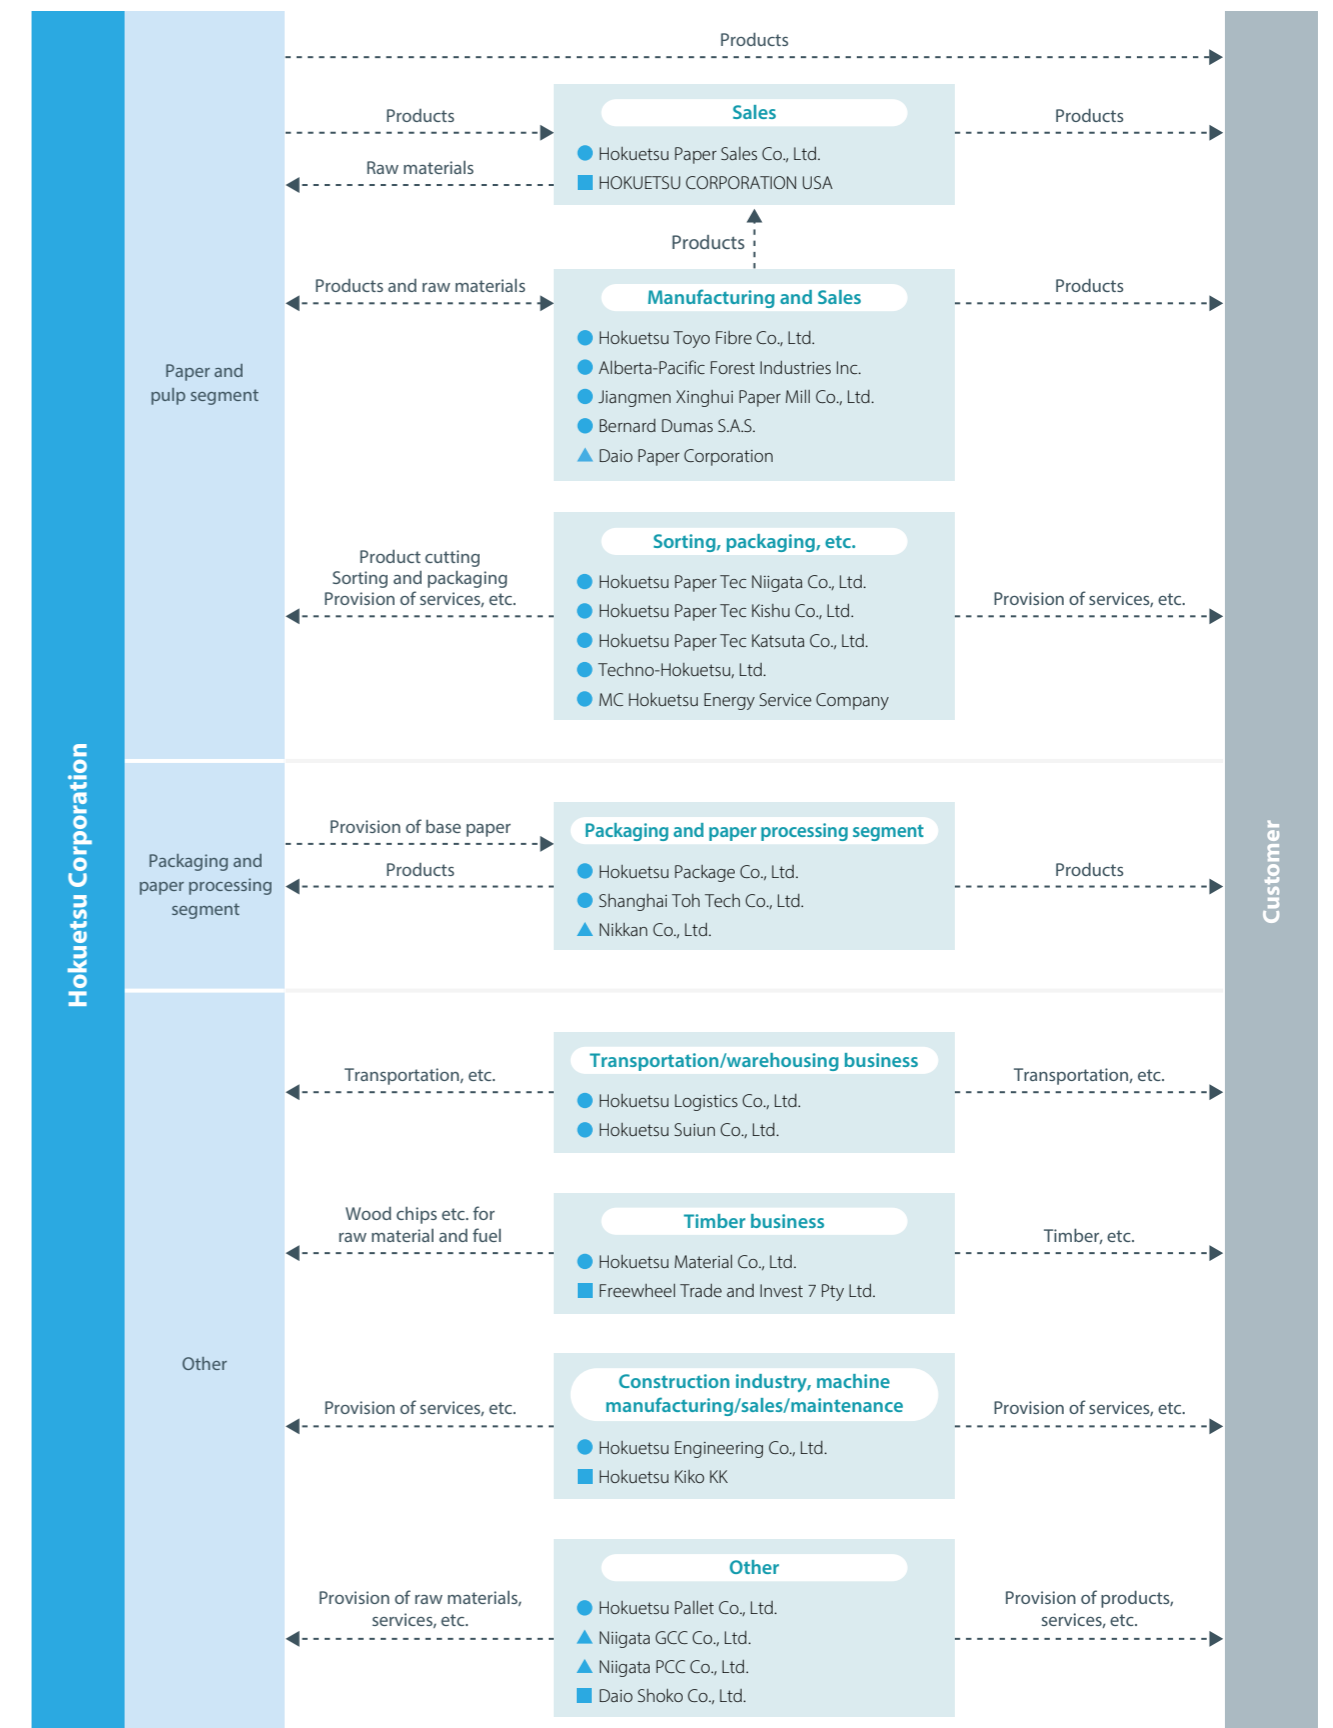 Hokuetsu Corporation
Paper and
pulp segment
Products
Products
Raw materials
Sales
Hokuetsu Paper Sales Co., Ltd.
HOKUETSU CORPORATION USA
Products
Products
Products and raw materials
Manufacturing and Sales
Hokuetsu Toyo Fibre Co., Ltd.
Alberta-Pacific Forest Industries Inc.
Jiangmen Xinghui Paper Mill Co., Ltd.
Bernard Dumas S.A.S.
Daio Paper Corporation
Products
Product cutting
Sorting and packaging
Provision of services, etc.
Sorting, packaging, etc.
Hokuetsu Paper Tec Niigata Co., Ltd.
Hokuetsu Paper Tec Kishu Co., Ltd.
Hokuetsu Paper Tec Katsuta Co., Ltd.
Techno-Hokuetsu, Ltd.
MC Hokuetsu Energy Service Company
Provision of services, etc.
Packaging and
paper processing
segment
Provision of base paper
Products
Packaging and paper processing segment
Hokuetsu Package Co., Ltd.
Shanghai Toh Tech Co., Ltd.
Nikkan Co., Ltd.
Products
Other
Transportation, etc.
Transportation/warehousing business
Hokuetsu Logistics Co., Ltd.
Hokuetsu Suiun Co., Ltd.
Transportation, etc.
Wood chips etc. for
raw material and fuel
Timber business
Hokuetsu Material Co., Ltd.
Freewheel Trade and Invest 7 Pty Ltd.
Timber, etc.
Provision of services, etc.
Construction industry, machine
manufacturing/sales/maintenance
Hokuetsu Engineering Co., Ltd.
Hokuetsu Kiko KK
Provision of services, etc.
Provision of raw materials,
services, etc.
Other
Hokuetsu Pallet Co., Ltd.
Niigata GCC Co., Ltd.
Niigata PCC Co., Ltd.
Daio Shoko Co., Ltd.
Provision of products,
services, etc.
Customer